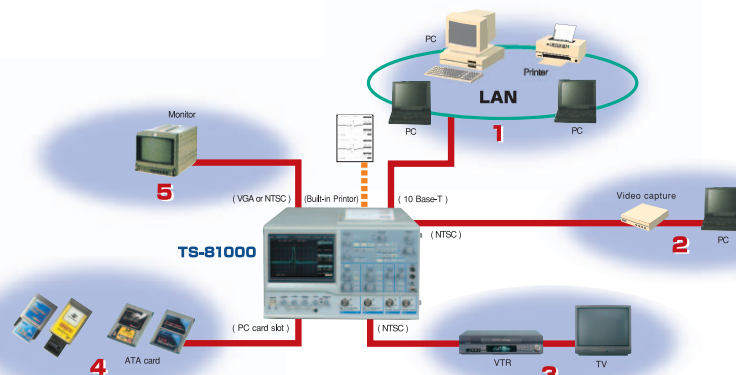 PC
Printer
LAN
PC
PC
1
Monitor
5
( VGA or NTSC )
(Built-in Printor)
( 10 Base-T )
Video capture
( NTSC )
2
PC
TS-81000
( PC card slot )
( NTSC )
ATA card
4
VTR
TV
3